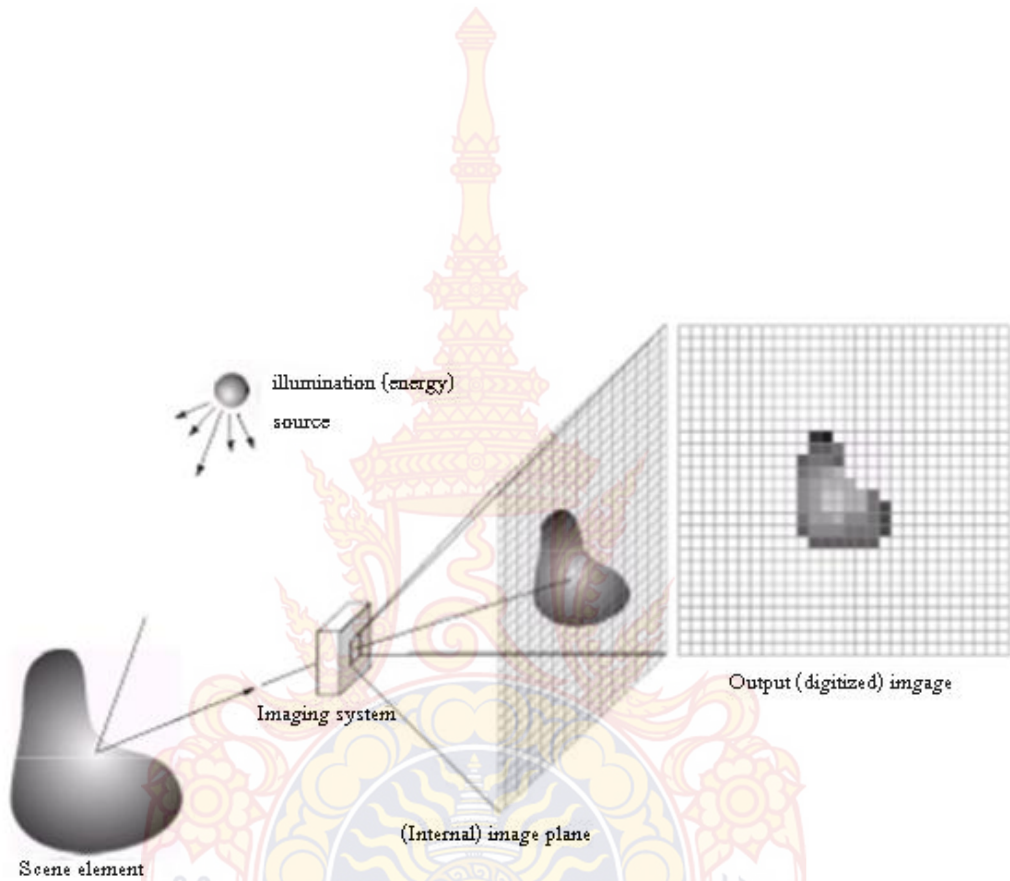 illumination (energy)
source
Imaging system
Output (digitized) imgage
(Internal) image plane
Scene element